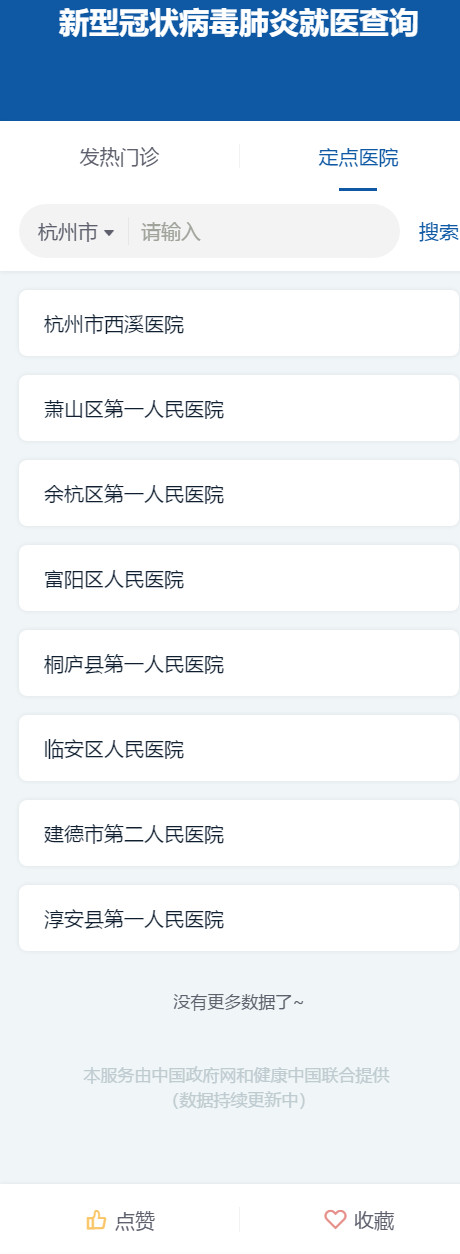 新型冠状病毒肺炎就医查询
发热门诊 定点医院
杭州市 请输入 搜索
杭州市西溪医院
萧山区第一人民医院
余杭区第一人民医院
富阳区人民医院
桐庐县第一人民医院
临安区人民医院
建德市第二人民医院
淳安县第一人民医院
没有更多数据了~
本服务由中国政府网和健康中国联合提供
（数据持续更新中）
点赞 收藏